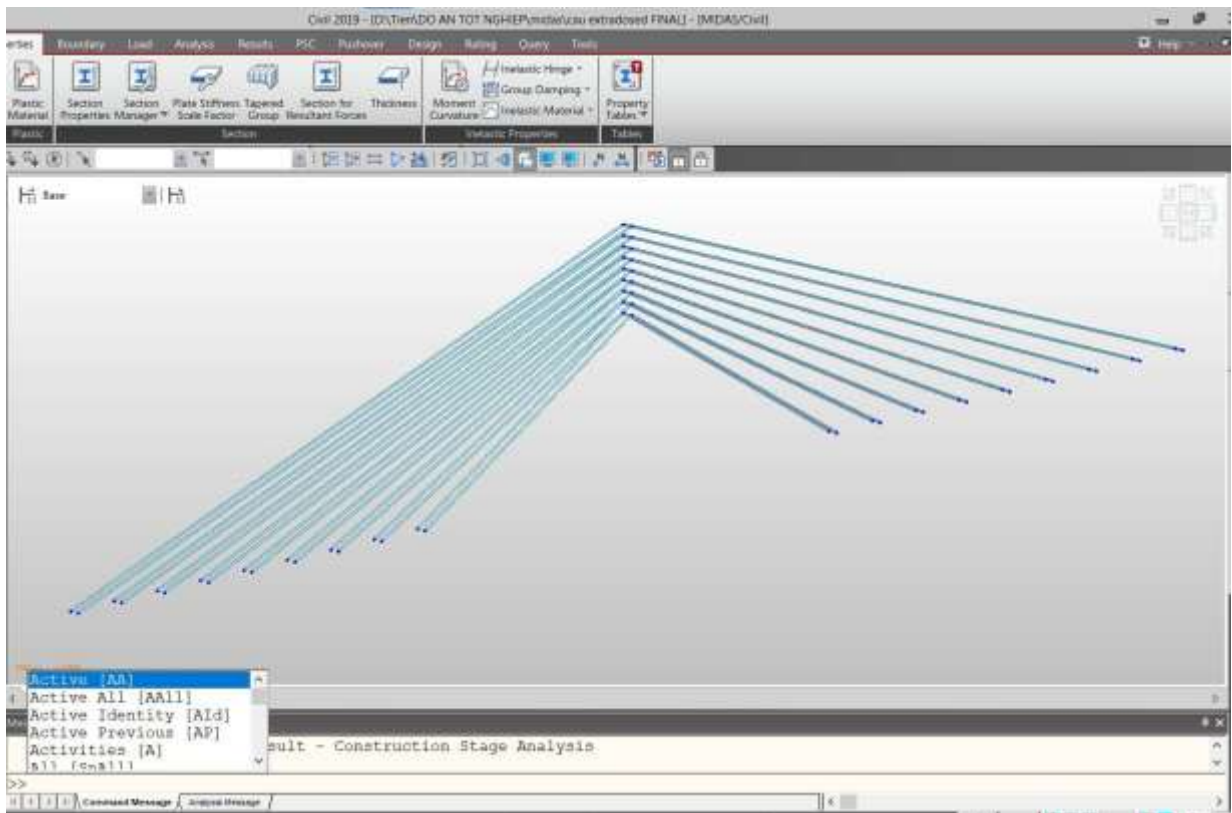 Civil 2019 - [D:\Tien\DO AN TOT NGHIEP\midas\cau extradosed FINAL] - [MIDAS/Civil]
erties Boundary Load Analysis Results PSC Pushover Design Rating Query Tools Help
Plastic Material
Section Properties
Section Manager
Plate Stiffness Scale Factor
Tapered Group
Section for Resultant Forces
Thickness
Moment Curvature
Inelastic Hinge
Group Damping
Inelastic Material
Property Tables
Plastic Section Inelastic Properties Tables
Base
Active [AA]
Active All [AAll]
Active Identity [AId]
Active Previous [AP]
Activities [A]
sult - Construction Stage Analysis
>>
Command Message Analysis Message